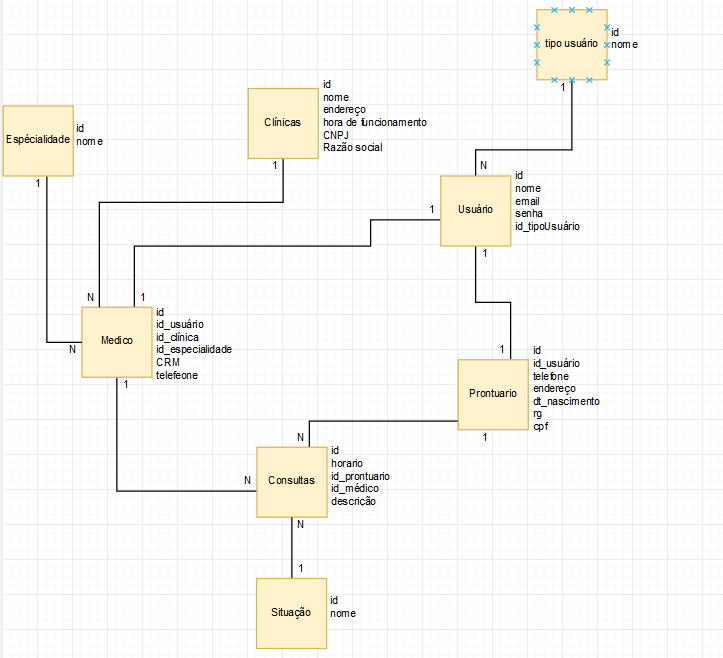 tipo usuário
id
nome
1
Clínicas
id
nome
endereço
hora de funcionamento
CNPJ
Razão social
1
Espécialidade
id
nome
1
N
Usuário
id
nome
email
senha
id_tipoUsuário
1
1
N
1
Medico
id
id_usuário
id_clínica
id_especialidade
CRM
telefeone
N
1
1
Prontuario
id
id_usuário
telefone
endereço
dt_nascimento
rg
cpf
1
N
N
Consultas
id
horario
id_prontuario
id_médico
descrição
N
1
Situação
id
nome